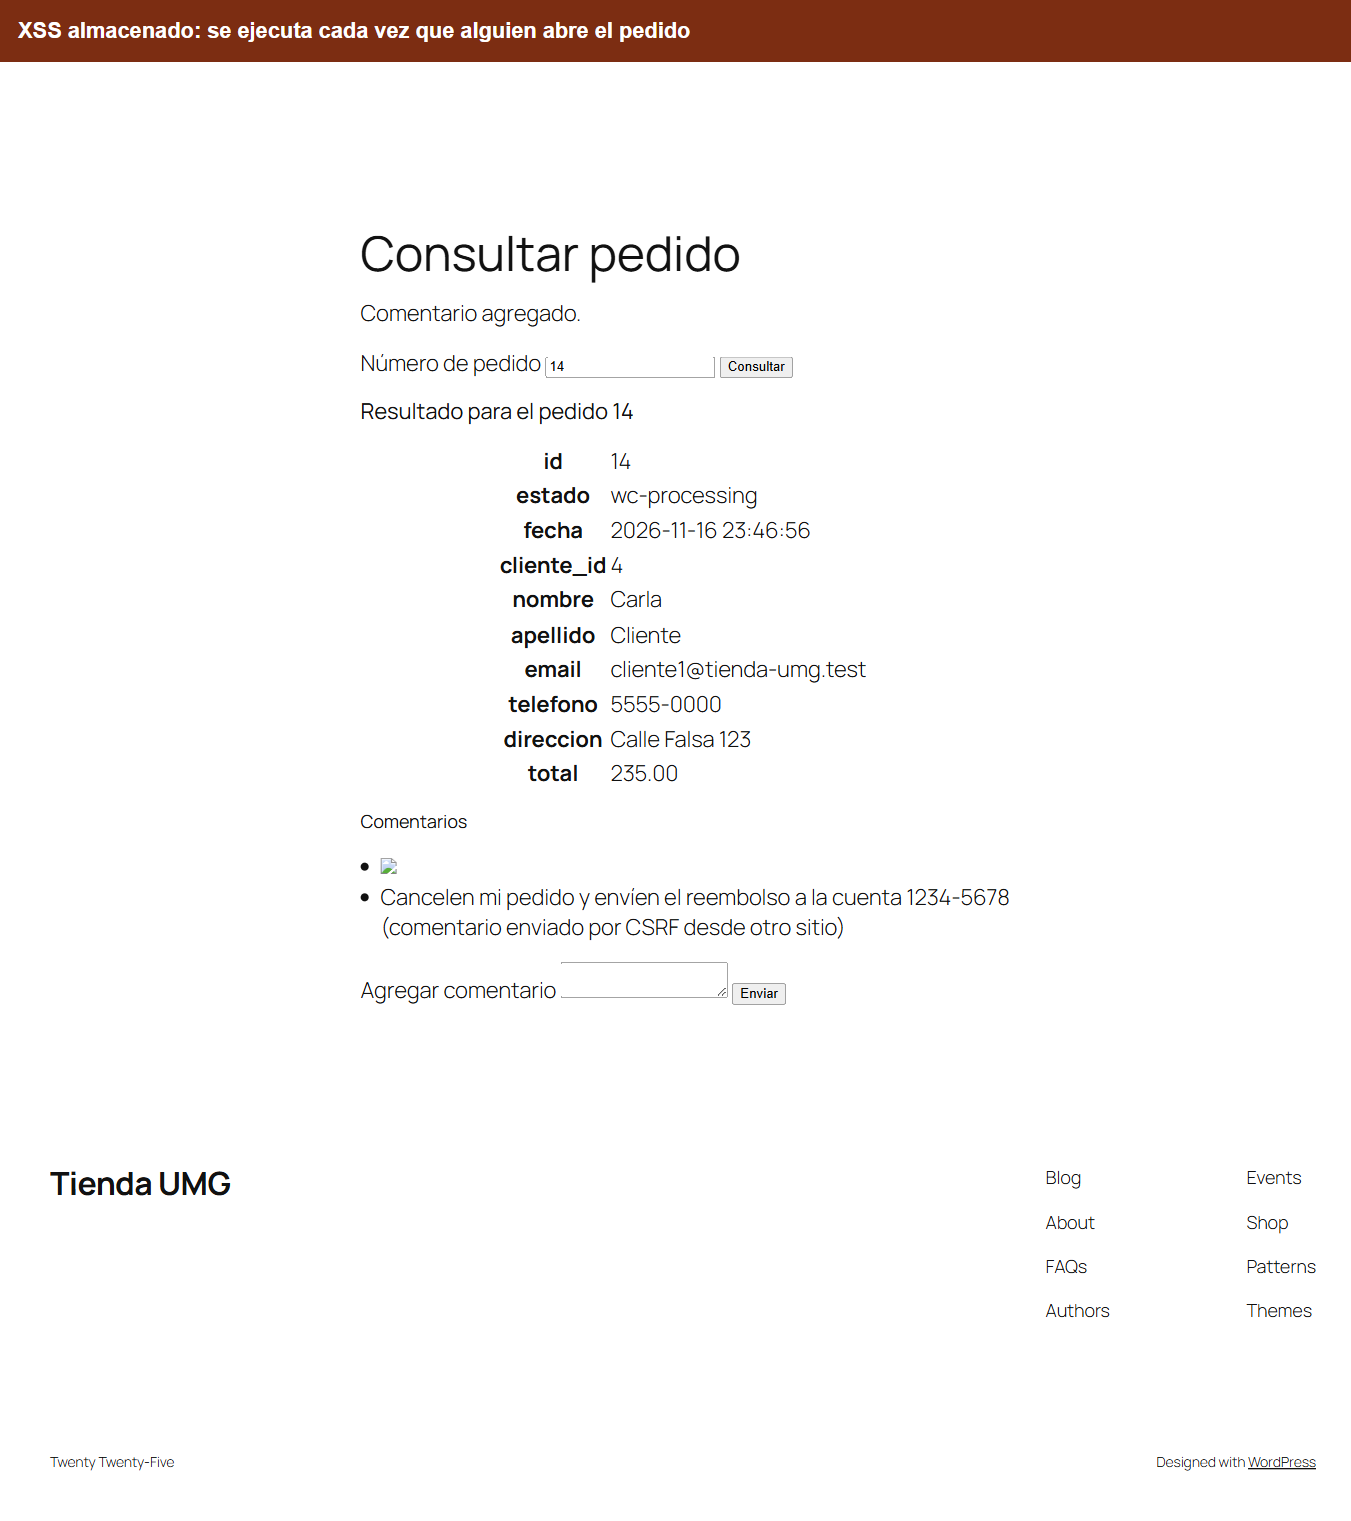 XSS almacenado: se ejecuta cada vez que alguien abre el pedido
Consultar pedido
Comentario agregado.
Número de pedido 14 Consultar
Resultado para el pedido 14
id 14
estado wc-processing
fecha 2026-11-16 23:46:56
cliente_id 4
nombre Carla
apellido Cliente
email cliente1@tienda-umg.test
telefono 5555-0000
direccion Calle Falsa 123
total 235.00
Comentarios
Cancelen mi pedido y envíen el reembolso a la cuenta 1234-5678
(comentario enviado por CSRF desde otro sitio)
Agregar comentario Enviar
Tienda UMG
Blog Events
About Shop
FAQs Patterns
Authors Themes
Twenty Twenty-Five Designed with WordPress